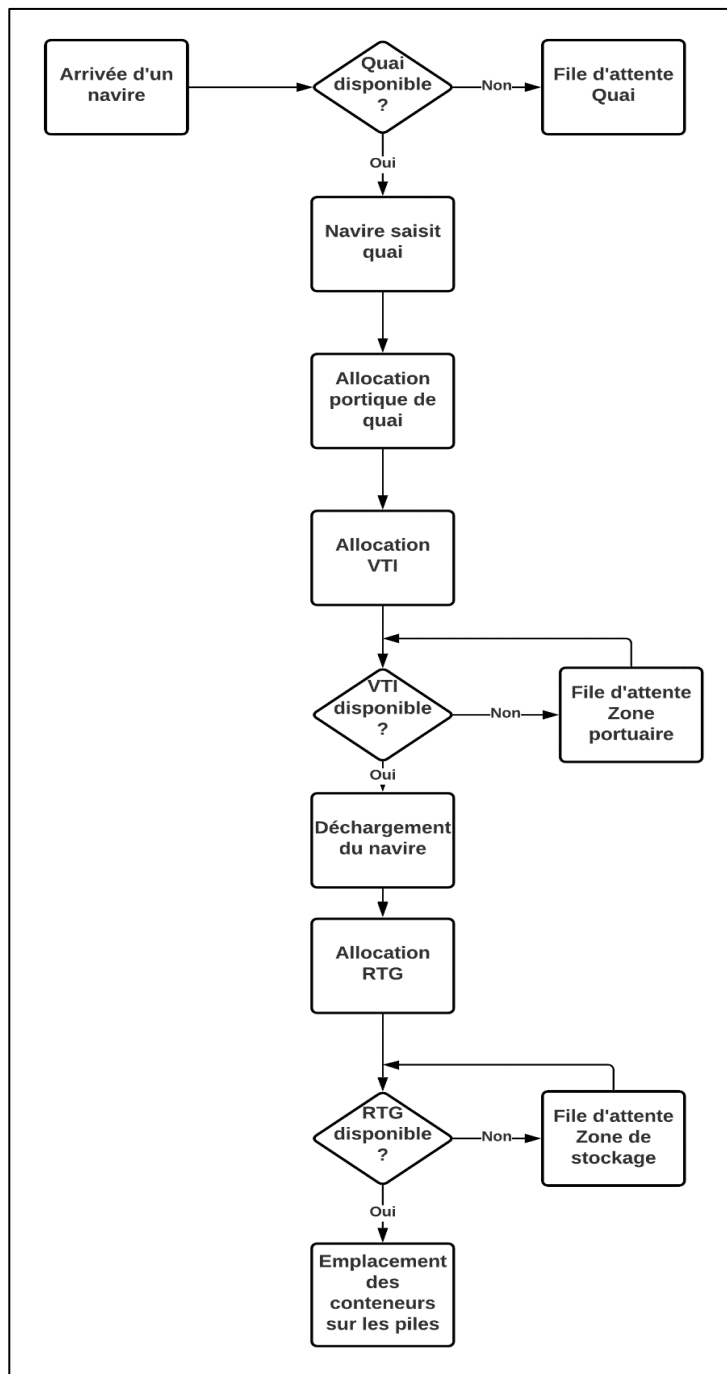 Arrivée d'un
navire
Quai
disponible
?
Non
File d'attente
Quai
Oui
Navire saisit
quai
Allocation
portique de
quai
Allocation
VTI
VTI
disponible
?
Non
File d'attente
Zone
portuaire
Oui
Déchargement
du navire
Allocation
RTG
RTG
disponible
?
Non
File d'attente
Zone de
stockage
Oui
Emplacement
des
conteneurs
sur les piles